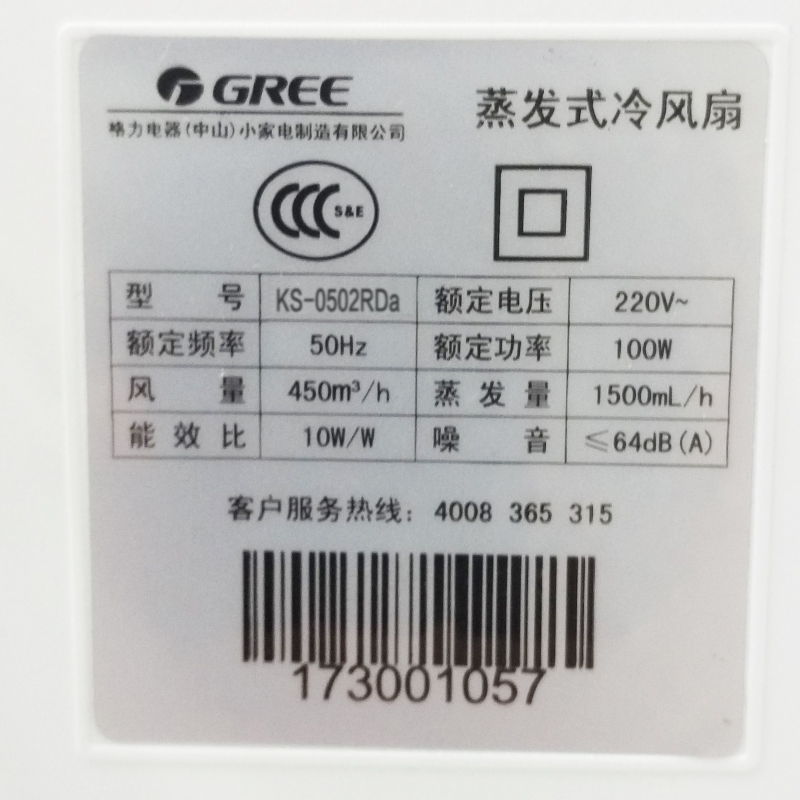 GREE
格力电器(中山)小家电制造有限公司
蒸发式冷风扇
CCC S&E
型号 KS-0502RDa 额定电压 220V~
额定频率 50Hz 额定功率 100W
风量 450m³/h 蒸发量 1500mL/h
能效比 10W/W 噪音 ≤64dB(A)
客户服务热线: 4008 365 315
173001057